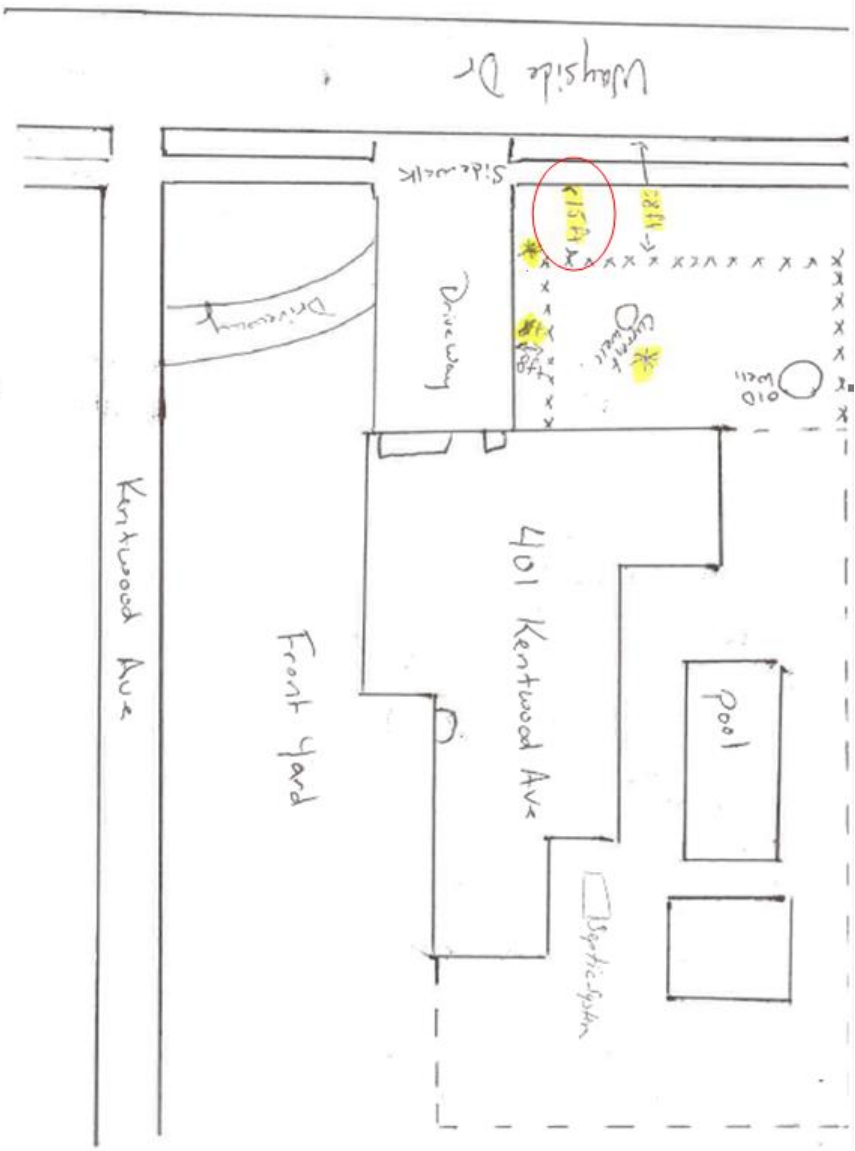 Wayside Dr
Sidewalk
15ft
28ft
Driveway
Driveway
Current
well
old
well
401 Kentwood Ave
Kentwood Ave
Front Yard
Pool
Septic System